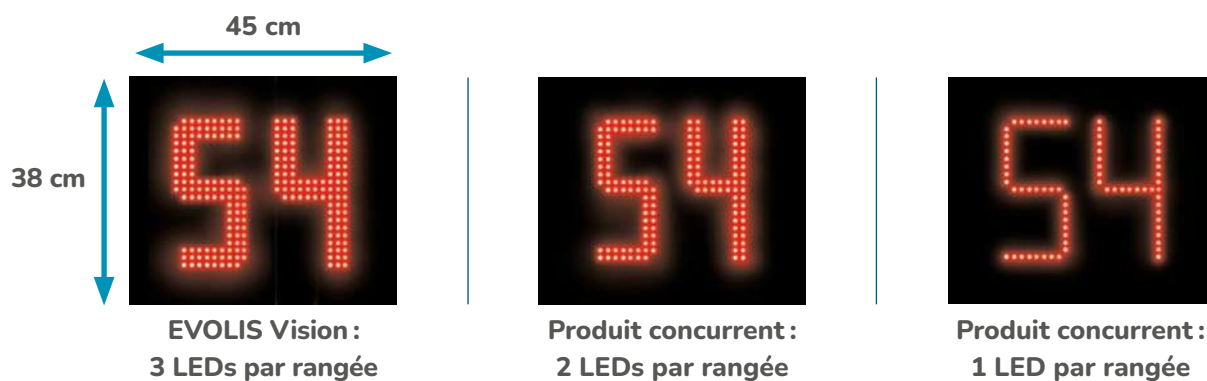 45 cm
38 cm
54
54
54
EVOLIS Vision :
3 LEDs par rangée
Produit concurrent :
2 LEDs par rangée
Produit concurrent :
1 LED par rangée